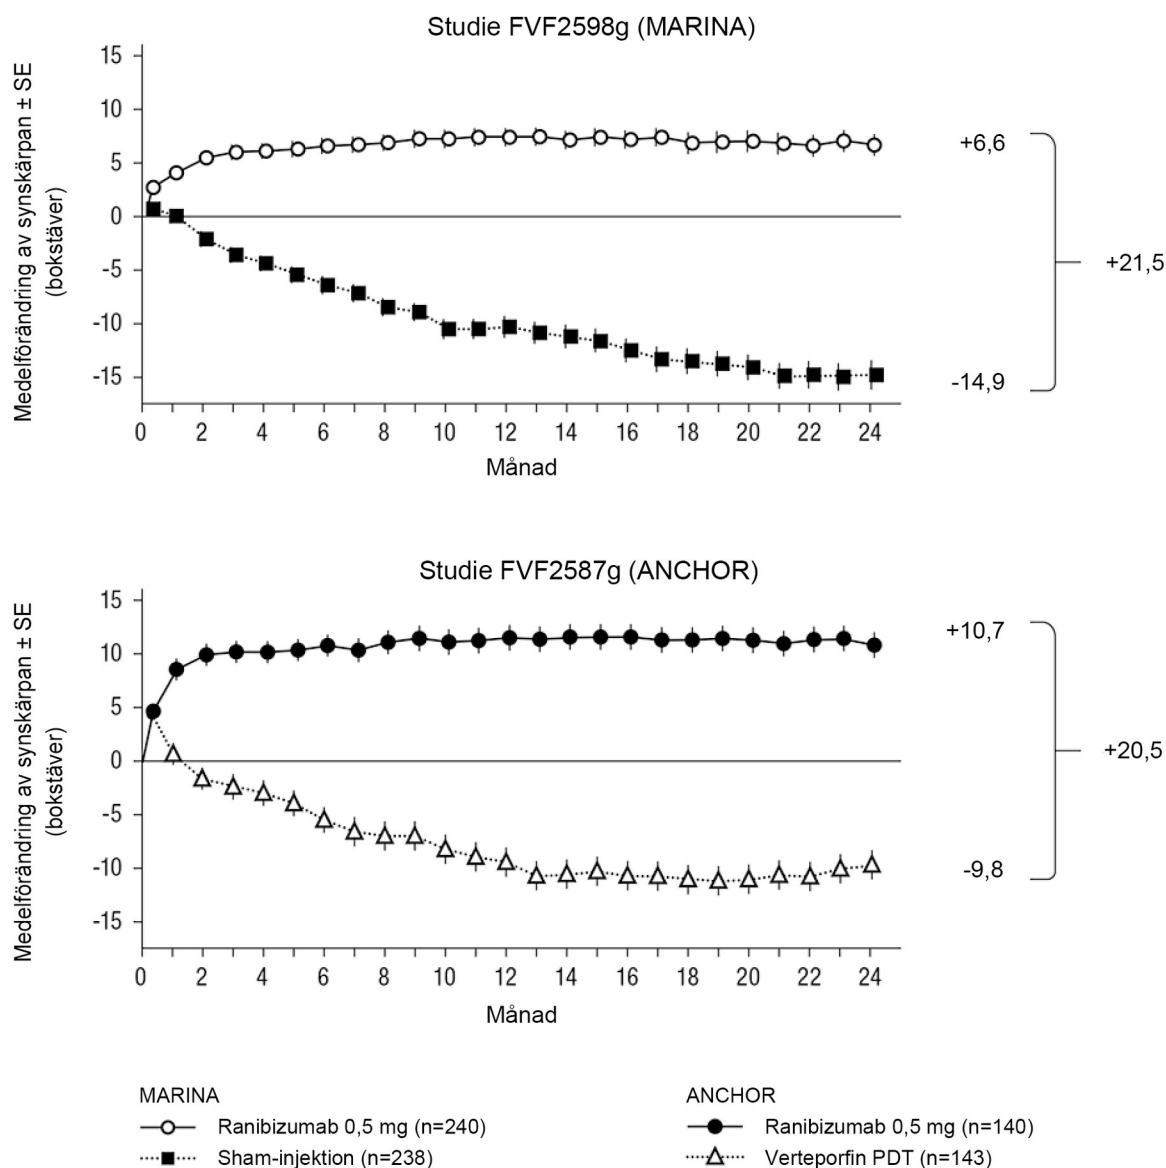 Studie FVF2598g (MARINA)
Medelförändring av synskärpan ± SE
(bokstäver)
15
10
5
0
-5
-10
-15
0 2 4 6 8 10 12 14 16 18 20 22 24
Månad
+6,6
+21,5
-14,9
Studie FVF2587g (ANCHOR)
Medelförändring av synskärpan ± SE
(bokstäver)
15
10
5
0
-5
-10
-15
0 2 4 6 8 10 12 14 16 18 20 22 24
Månad
+10,7
+20,5
-9,8
MARINA
Ranibizumab 0,5 mg (n=240)
Sham-injektion (n=238)
ANCHOR
Ranibizumab 0,5 mg (n=140)
Verteporfin PDT (n=143)